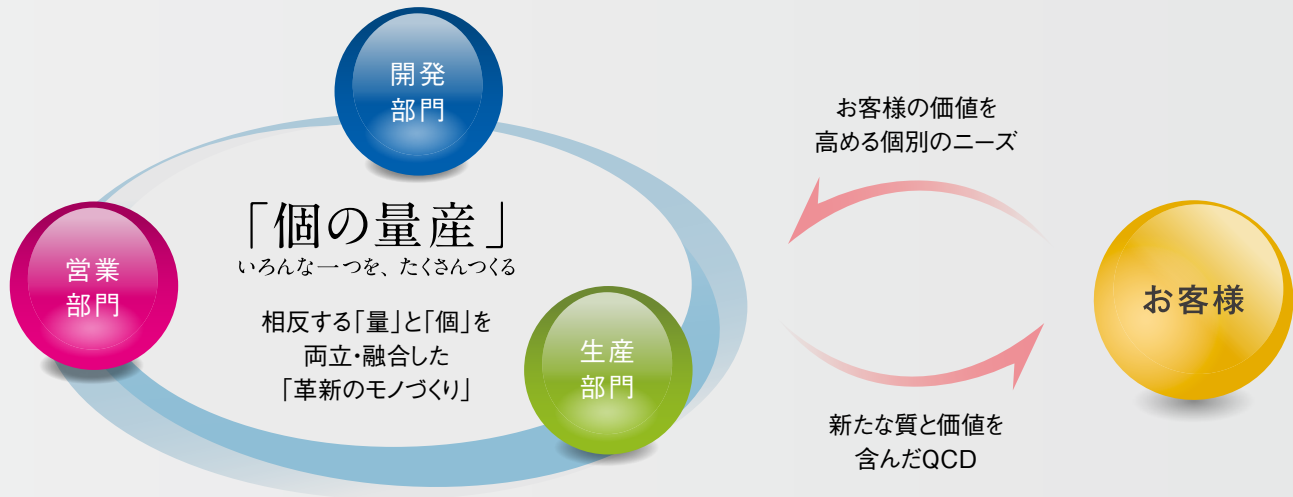 開発
部門
営業
部門
「個の量産」
いろんな一つを、たくさんつくる
相反する「量」と「個」を
両立・融合した
「革新のモノづくり」
生産
部門
お客様の価値を
高める個別のニーズ
お客様
新たな質と価値を
含んだQCD